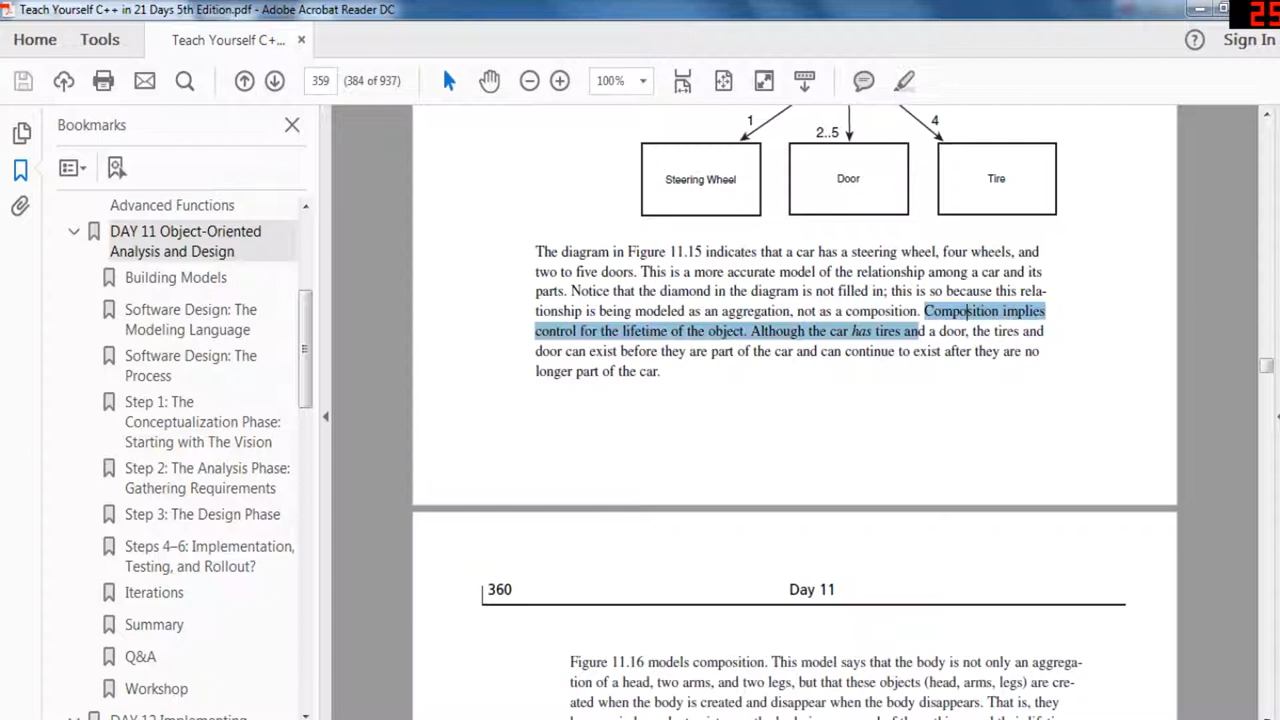 Teach Yourself C++ in 21 Days 5th Edition.pdf - Adobe Acrobat Reader DC
25
Home
Tools
Teach Yourself C+...
Sign In
359
(384 of 937)
100%
Bookmarks
Advanced Functions
DAY 11 Object-Oriented
Analysis and Design
Building Models
Software Design: The
Modeling Language
Software Design: The
Process
Step 1: The
Conceptualization Phase:
Starting with The Vision
Step 2: The Analysis Phase:
Gathering Requirements
Step 3: The Design Phase
Steps 4–6: Implementation,
Testing, and Rollout?
Iterations
Summary
Q&A
Workshop
DAY 12 Implementing
1
2..5
4
Steering Wheel
Door
Tire
The diagram in Figure 11.15 indicates that a car has a steering wheel, four wheels, and
two to five doors. This is a more accurate model of the relationship among a car and its
parts. Notice that the diamond in the diagram is not filled in; this is so because this rela-
tionship is being modeled as an aggregation, not as a composition. Composition implies
control for the lifetime of the object. Although the car has tires and a door, the tires and
door can exist before they are part of the car and can continue to exist after they are no
longer part of the car.
360
Day 11
Figure 11.16 models composition. This model says that the body is not only an aggrega-
tion of a head, two arms, and two legs, but that these objects (head, arms, legs) are cre-
ated when the body is created and disappear when the body disappears. That is, they